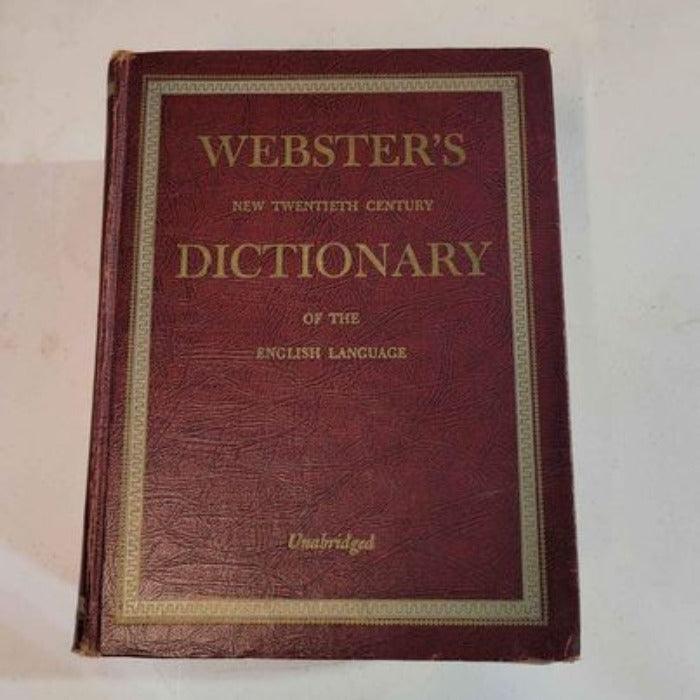 WEBSTER'S
NEW TWENTIETH CENTURY
DICTIONARY
OF THE
ENGLISH LANGUAGE
Unabridged